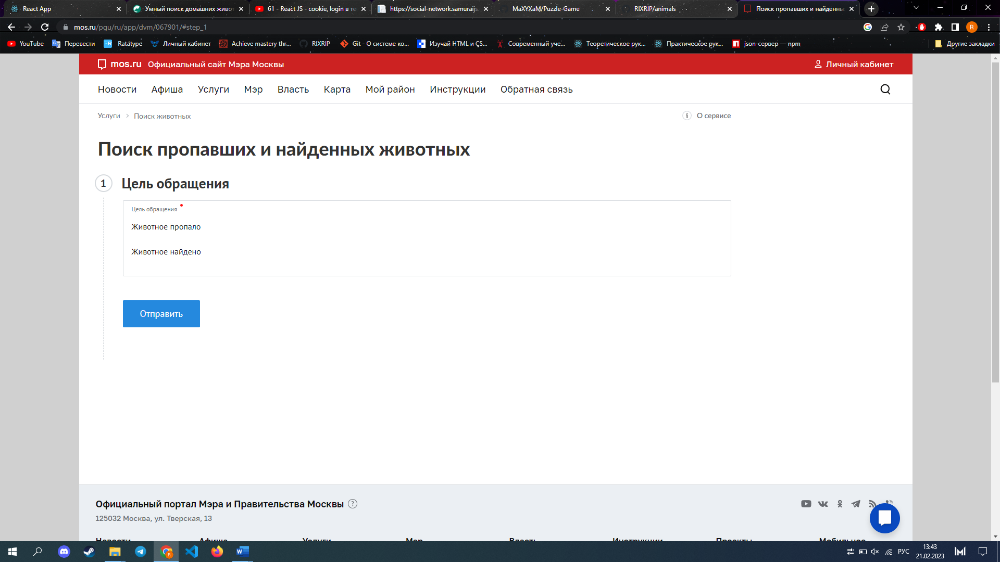 React App
Умный поиск домашних живот
61 - React JS - cookie, login в те
https://social-network.samuraijs.
MaXYXaM/Puzzle-Game
RIXRIP/animals
Поиск пропавших и найденны
mos.ru/pgu/ru/app/dvm/067901/#step_1
R
YouTube
Перевести
Ratatype
Личный кабинет
Achieve mastery thr...
RIXRIP
Git - О системе ко...
Изучай HTML и CS...
Современный уче...
Теоретическое рук...
Практическое рук...
json-сервер — npm
Другие закладки
mos.ru Официальный сайт Мэра Москвы
Личный кабинет
Новости Афиша Услуги Мэр Власть Карта Мой район Инструкции Обратная связь
Услуги > Поиск животных
О сервисе
Поиск пропавших и найденных животных
1 Цель обращения
Цель обращения
Животное пропало
Животное найдено
Отправить
Официальный портал Мэра и Правительства Москвы ?
125032 Москва, ул. Тверская, 13
Новости Афиша Услуги Мэр Власть Инструкции Проекты Мобильное
РУС
13:43
21.02.2023